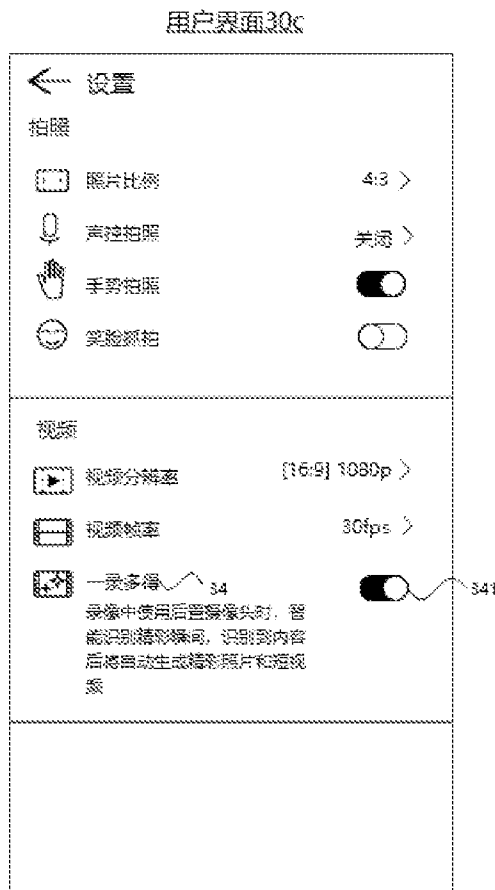 用户界面30c
设置
拍照
照片比例 4:3
声控拍照 关闭
手势拍照
笑脸抓拍
视频
视频分辨率 [16:9] 1080p
视频帧率 30fps
一录多得 34 341
录像中使用后置摄像头时，智
能识别精彩瞬间，识别到内容
后将自动生成精彩照片和短视
频